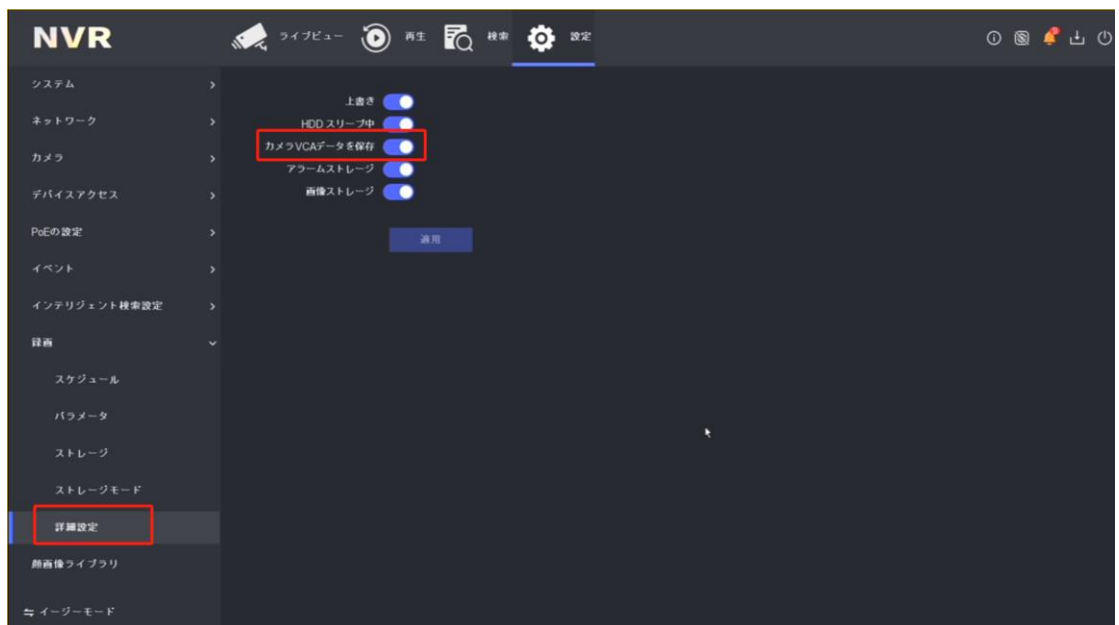 NVR
ライブビュー
再生
検索
設定
システム
ネットワーク
カメラ
デバイスアクセス
PoEの設定
イベント
インテリジェント検索設定
録画
スケジュール
パラメータ
ストレージ
ストレージモード
詳細設定
顔画像ライブラリ
イージーモード
上書き
HDD スリープ中
カメラVCAデータを保存
アラームストレージ
画像ストレージ
適用